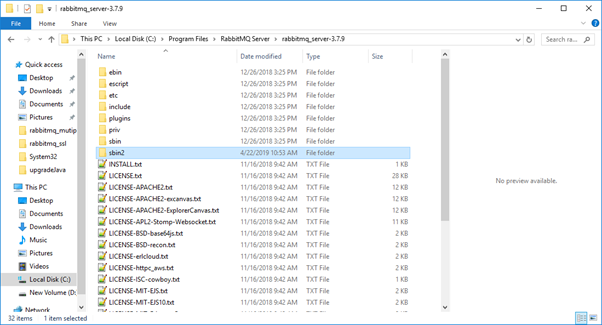 rabbitmq_server-3.7.9
File Home Share View
This PC > Local Disk (C:) > Program Files > RabbitMQ Server > rabbitmq_server-3.7.9
Search ra...
Name Date modified Type Size
Quick access
Desktop
Downloads
Documents
Pictures
rabbitmq_mutip
rabbitmq_ssl
System32
upgradeJava
This PC
Desktop
Documents
Downloads
Music
Pictures
Videos
Local Disk (C:)
New Volume (D:
Network
ebin 12/26/2018 3:25 PM File folder
escript 12/26/2018 3:25 PM File folder
etc 12/26/2018 3:25 PM File folder
include 12/26/2018 3:25 PM File folder
plugins 12/26/2018 3:25 PM File folder
priv 12/26/2018 3:25 PM File folder
sbin 12/26/2018 3:25 PM File folder
sbin2 4/22/2019 10:53 AM File folder
INSTALL.txt 11/16/2018 9:42 AM TXT File 1 KB
LICENSE.txt 11/16/2018 9:42 AM TXT File 28 KB
LICENSE-APACHE2.txt 11/16/2018 9:42 AM TXT File 12 KB
LICENSE-APACHE2-excanvas.txt 11/16/2018 9:42 AM TXT File 12 KB
LICENSE-APACHE2-ExplorerCanvas.txt 11/16/2018 9:42 AM TXT File 12 KB
LICENSE-APL2-Stomp-Websocket.txt 11/16/2018 9:42 AM TXT File 11 KB
LICENSE-BSD-base64js.txt 11/16/2018 9:42 AM TXT File 2 KB
LICENSE-BSD-recon.txt 11/16/2018 9:42 AM TXT File 2 KB
LICENSE-erlcloud.txt 11/16/2018 9:42 AM TXT File 2 KB
LICENSE-httpc_aws.txt 11/16/2018 9:42 AM TXT File 2 KB
LICENSE-ISC-cowboy.txt 11/16/2018 9:42 AM TXT File 1 KB
LICENSE-MIT-EJS.txt 11/16/2018 9:42 AM TXT File 2 KB
LICENSE-MIT-EJS10.txt 11/16/2018 9:42 AM TXT File 2 KB
No preview available.
32 items 1 item selected